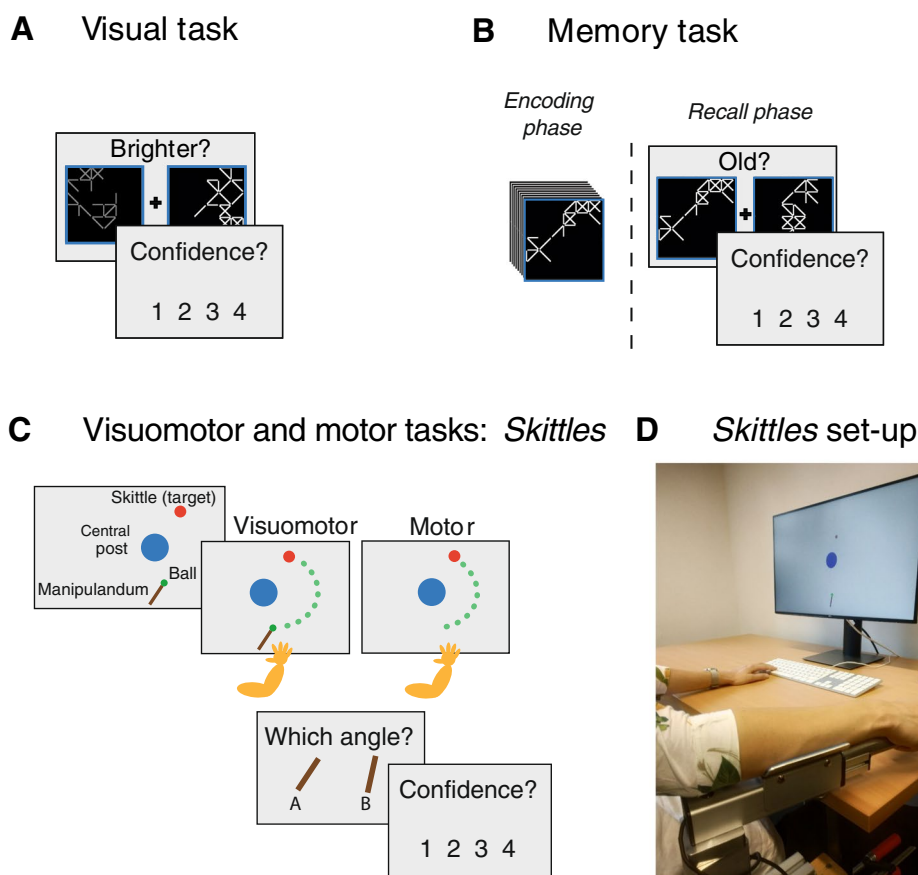 A Visual task
Brighter?
Confidence?
1 2 3 4
B Memory task
Encoding
phase
Recall phase
Old?
Confidence?
1 2 3 4
C Visuomotor and motor tasks: Skittles
Skittle (target)
Central
post
Ball
Manipulandum
Visuomotor
Motor
Which angle?
A B
Confidence?
1 2 3 4
D Skittles set-up